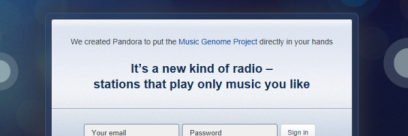 We created Pandora to put the Music Genome Project directly in your hands
It's a new kind of radio –
stations that play only music you like
Your email Password Sign in